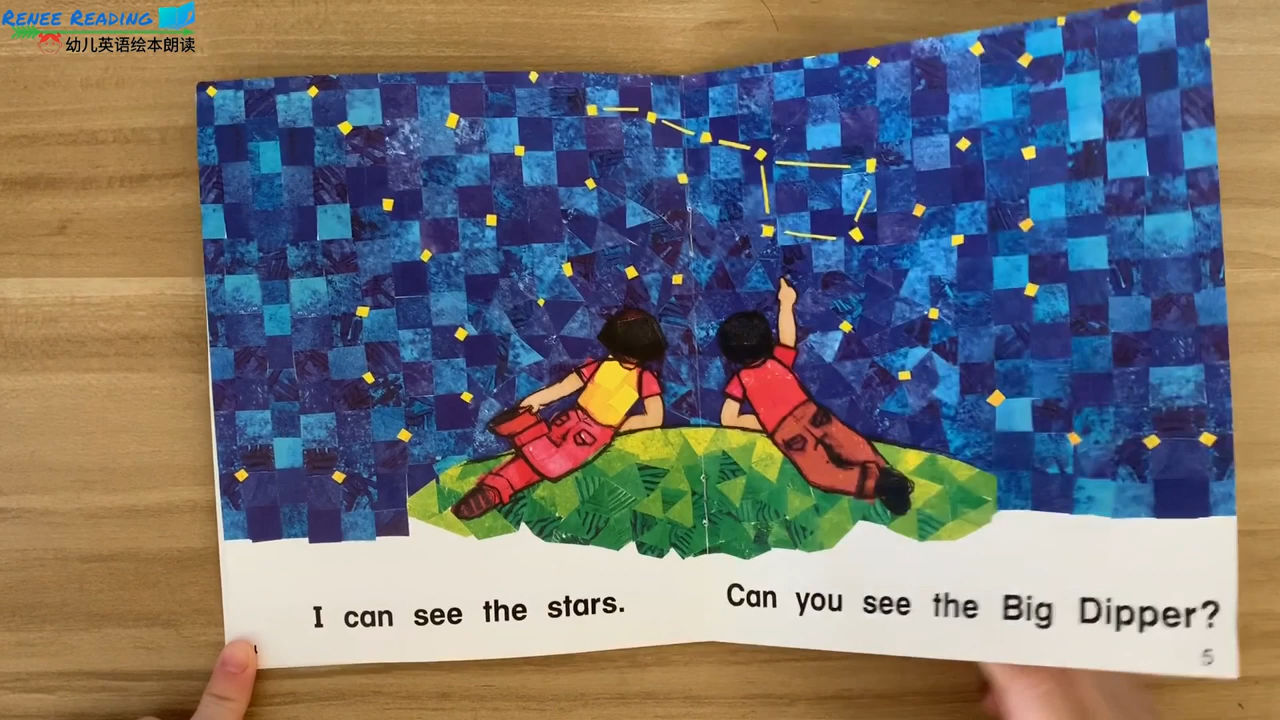 RENEE READING
幼儿英语绘本朗读
I can see the stars.
Can you see the Big Dipper?
5